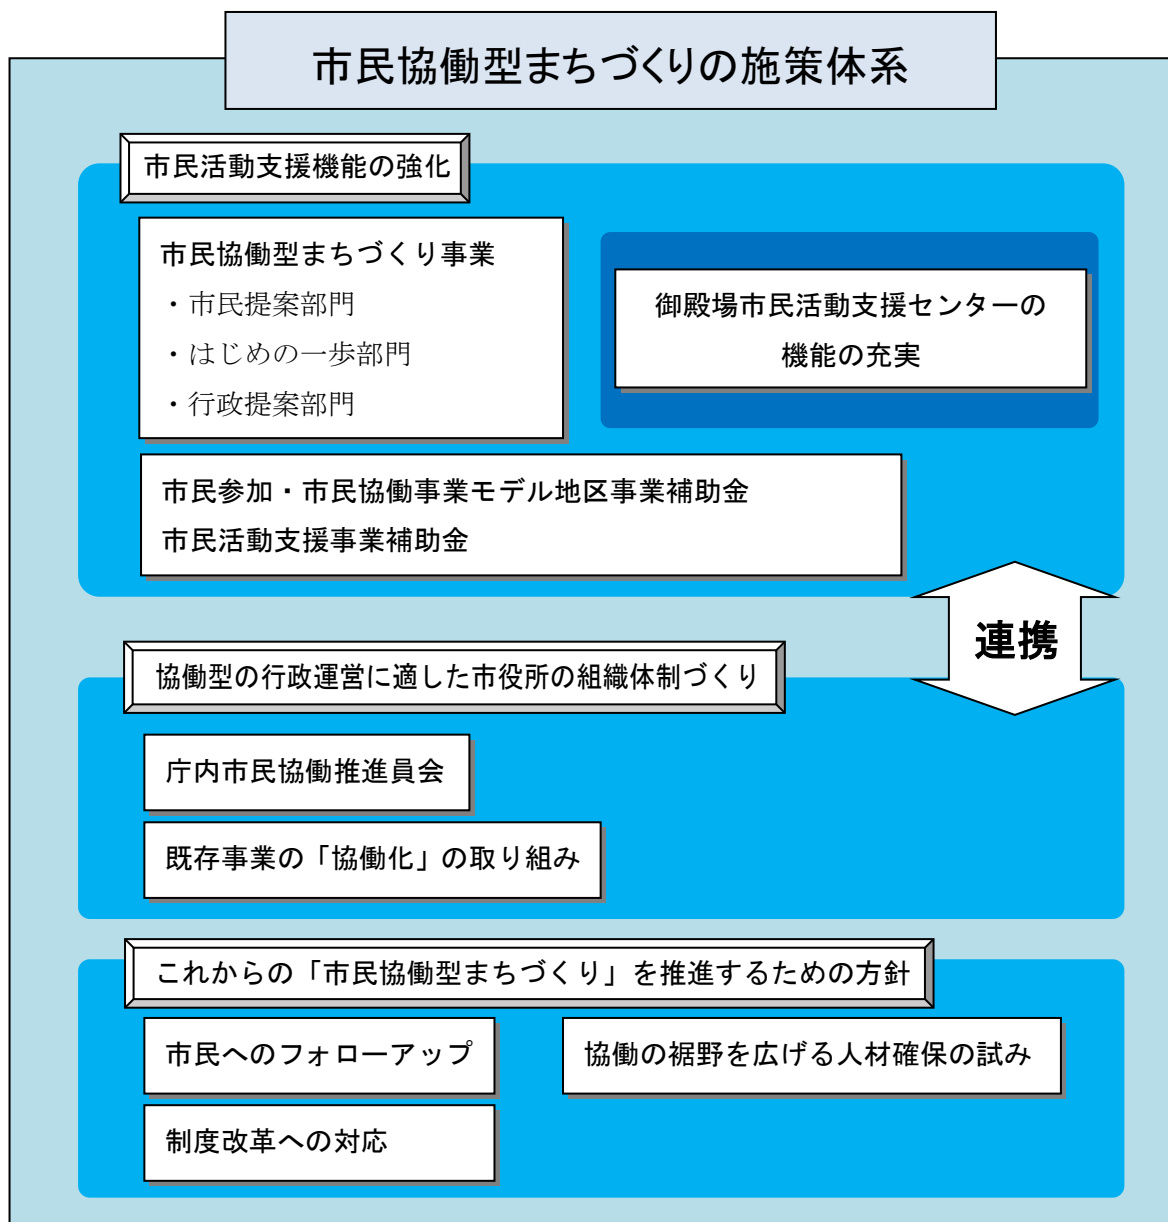 市民協働型まちづくりの施策体系
市民活動支援機能の強化
市民協働型まちづくり事業
・市民提案部門
・はじめの一歩部門
・行政提案部門
御殿場市民活動支援センターの
機能の充実
市民参加・市民協働事業モデル地区事業補助金
市民活動支援事業補助金
連携
協働型の行政運営に適した市役所の組織体制づくり
庁内市民協働推進員会
既存事業の「協働化」の取り組み
これからの「市民協働型まちづくり」を推進するための方針
市民へのフォローアップ
協働の裾野を広げる人材確保の試み
制度改革への対応